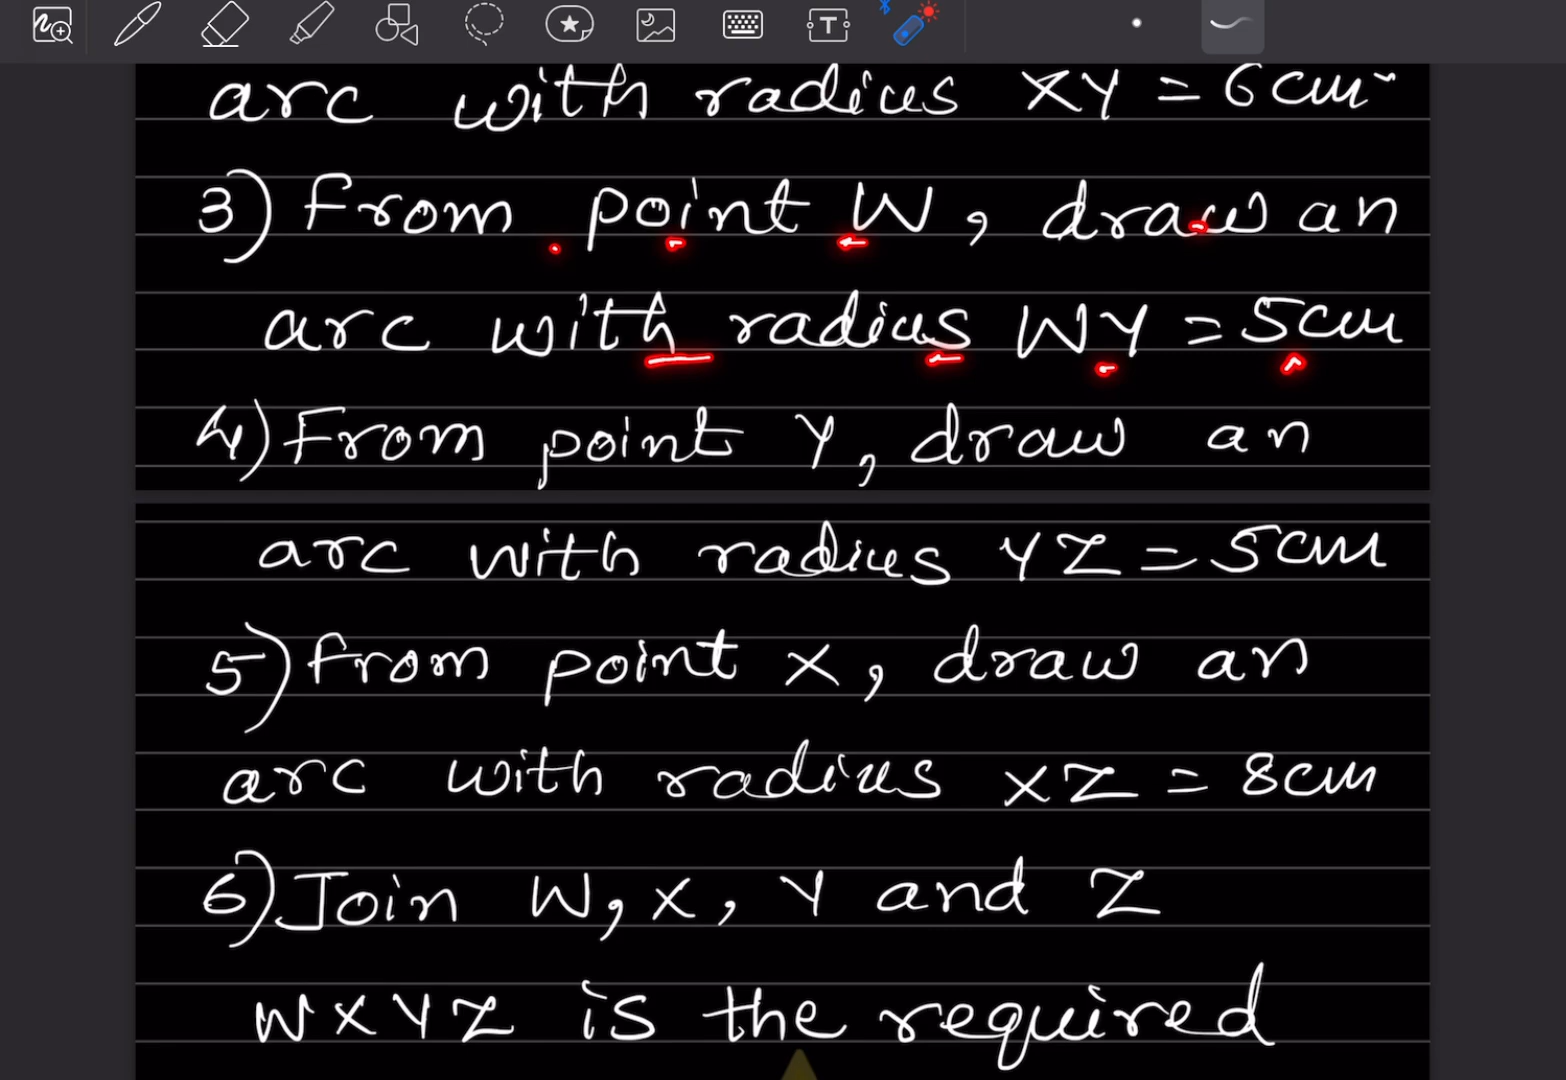 arc with radius XY = 6cm
3) From point W, draw an
arc with radius WY = 5cm
4) From point Y, draw an
arc with radius YZ = 5cm
5) From point X, draw an
arc with radius XZ = 8cm
6) Join W, X, Y and Z
WXYZ is the required